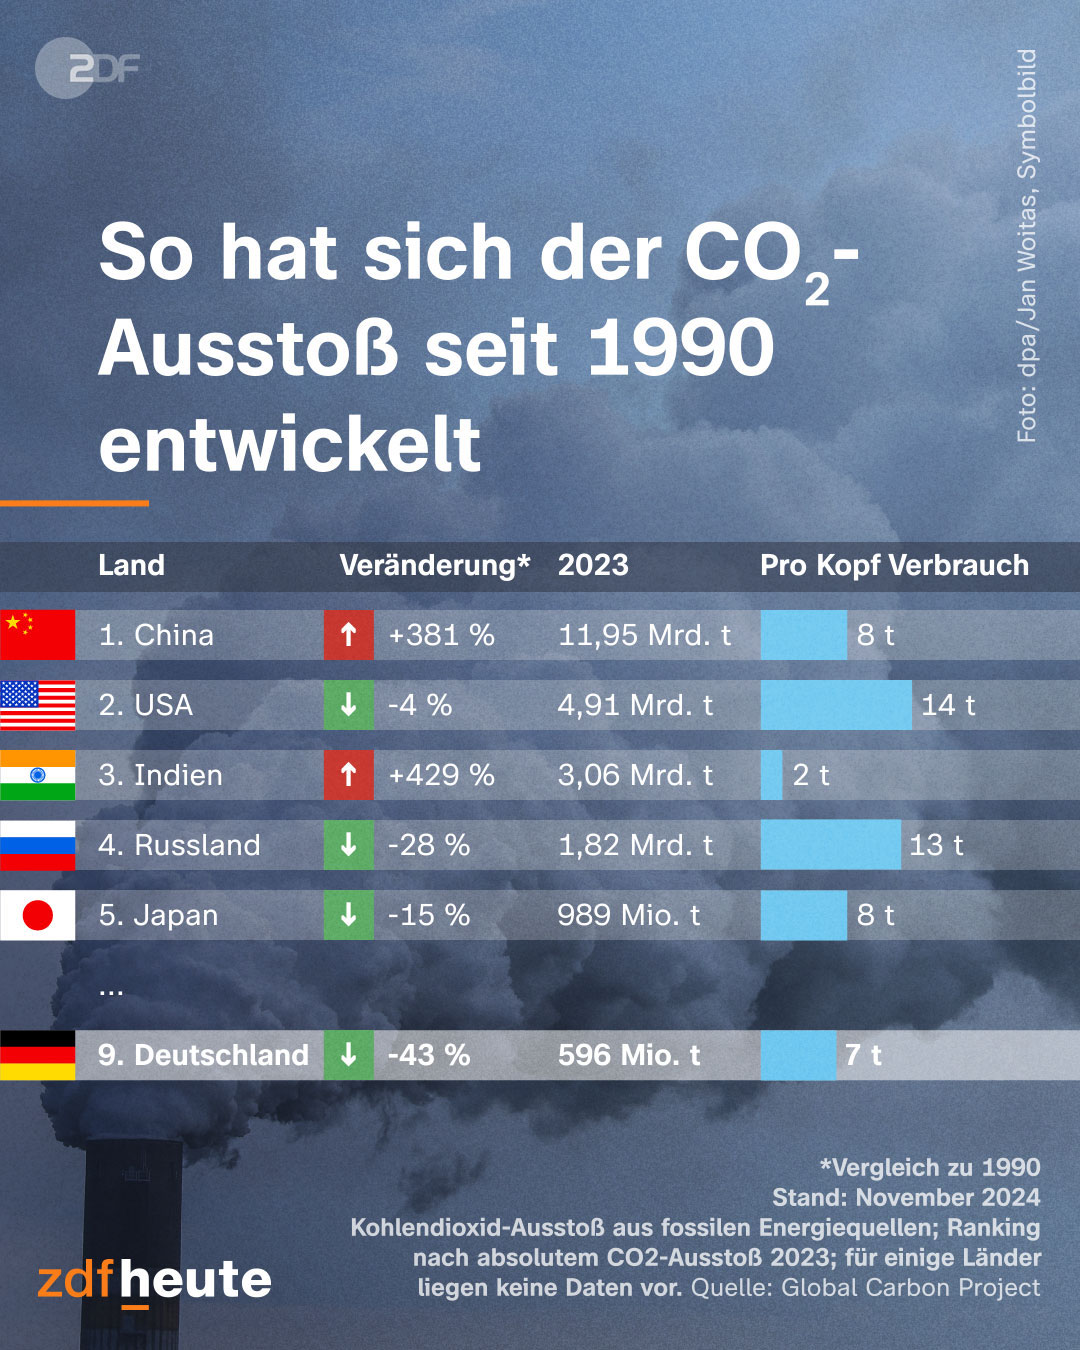 ZDF
Foto: dpa/Jan Woitas, Symbolbild
So hat sich der CO₂-
Ausstoß seit 1990
entwickelt
Land Veränderung* 2023 Pro Kopf Verbrauch
1. China ↑ +381 % 11,95 Mrd. t 8 t
2. USA ↓ -4 % 4,91 Mrd. t 14 t
3. Indien ↑ +429 % 3,06 Mrd. t 2 t
4. Russland ↓ -28 % 1,82 Mrd. t 13 t
5. Japan ↓ -15 % 989 Mio. t 8 t
...
9. Deutschland ↓ -43 % 596 Mio. t 7 t
*Vergleich zu 1990
Stand: November 2024
Kohlendioxid-Ausstoß aus fossilen Energiequellen; Ranking
nach absolutem CO2-Ausstoß 2023; für einige Länder
liegen keine Daten vor. Quelle: Global Carbon Project
zdfheute